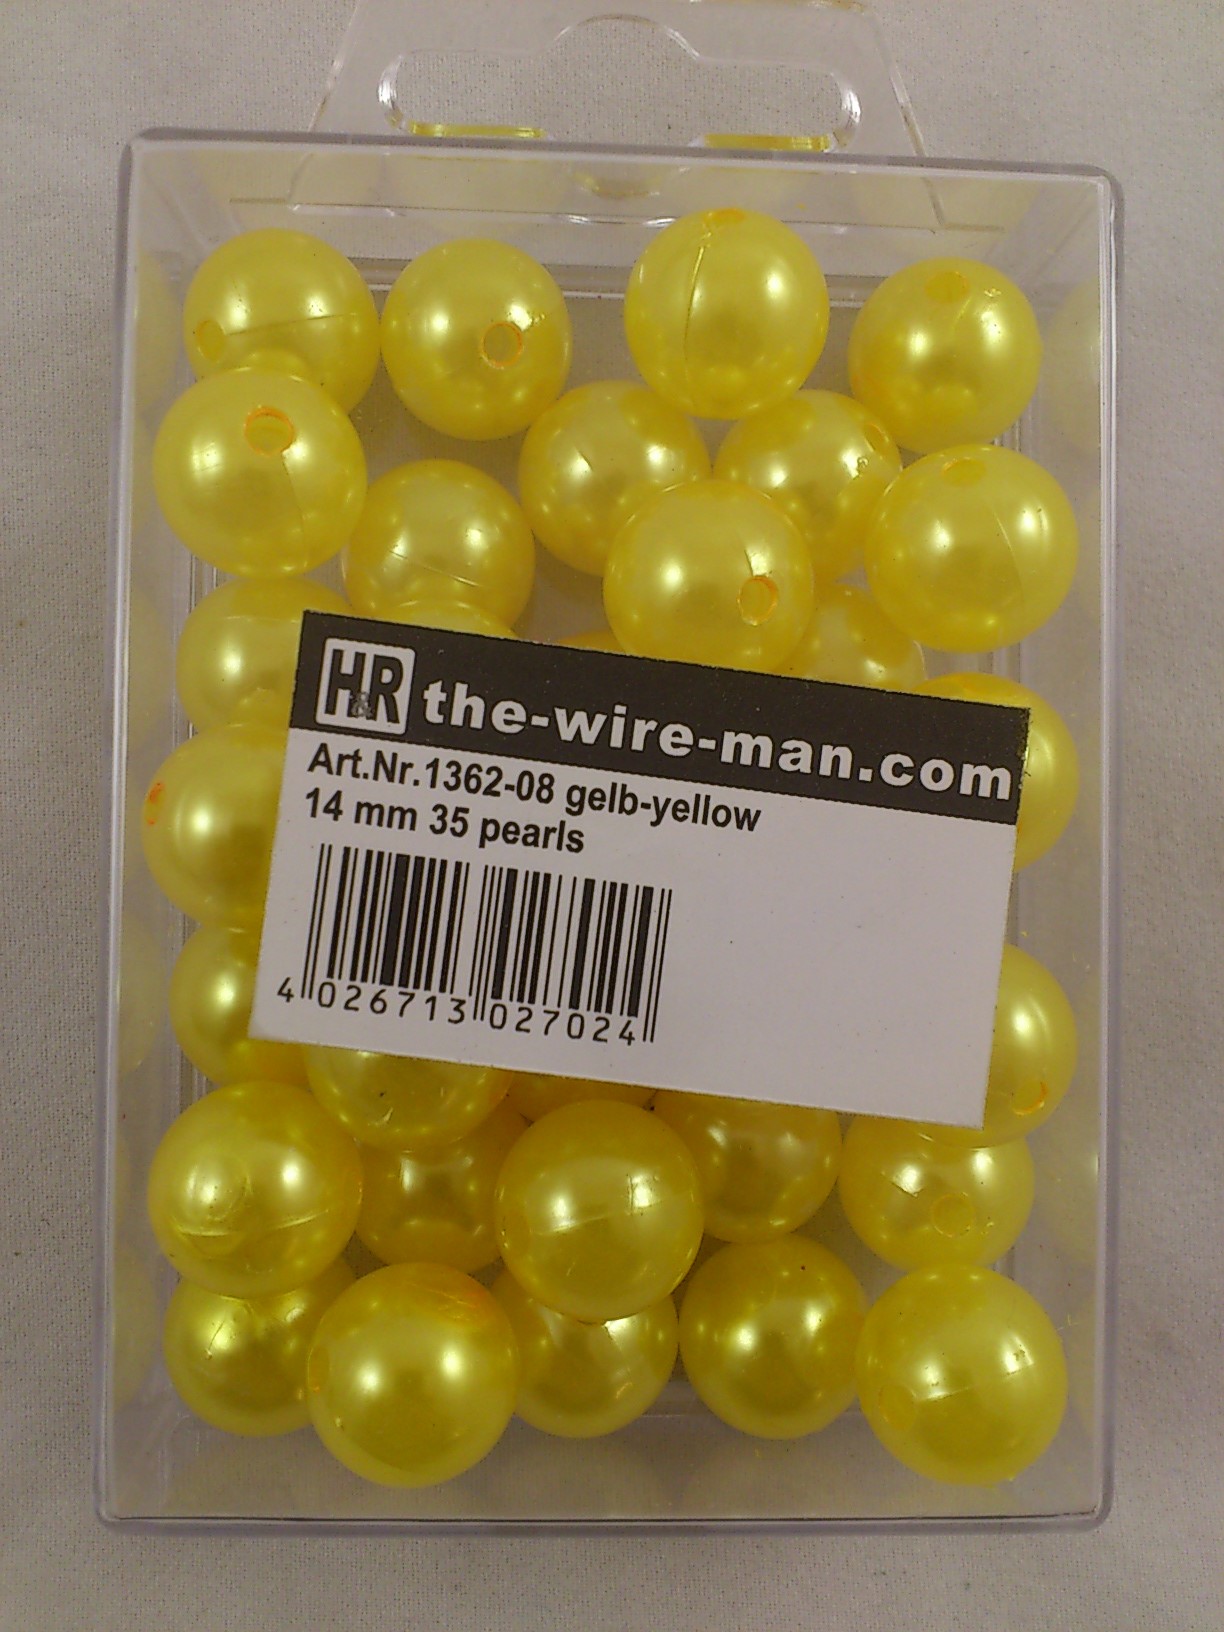 H&R the-wire-man.com
Art.Nr.1362-08 gelb-yellow
14 mm 35 pearls
4 026713 027024